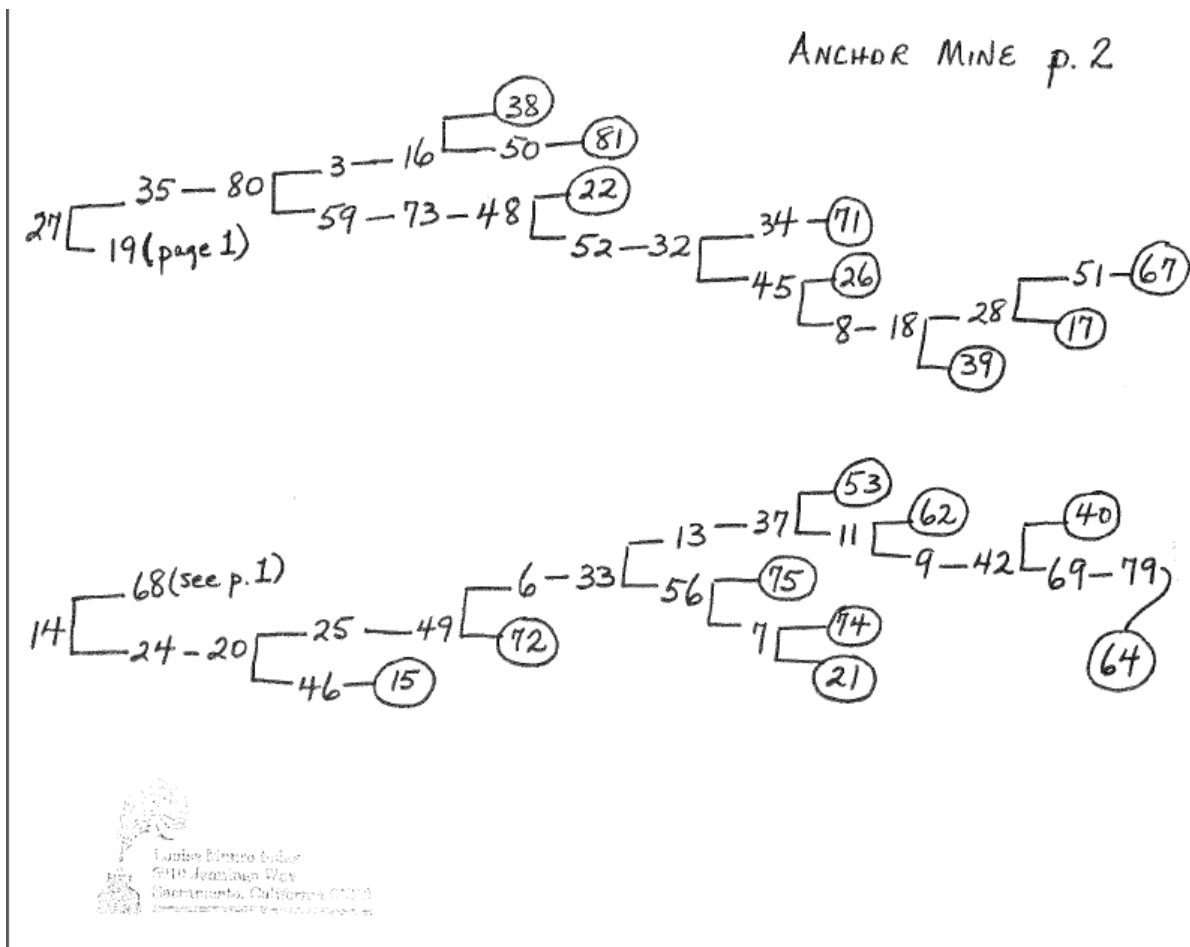 ANCHOR MINE p. 2
38
3 — 16 50 — 81
35 — 80 22
27 59 — 73 — 48
19 (page 1) 52 — 32 34 — 71
45 26 51 — 67
8 — 18 28 17
39
53
13 — 37 62 40
11
68 (see p. 1) 6 — 33 75 9 — 42 69 — 79
56
14 25 — 49 74
24 — 20 72 7 64
46 — 15 21
Sacramento, California